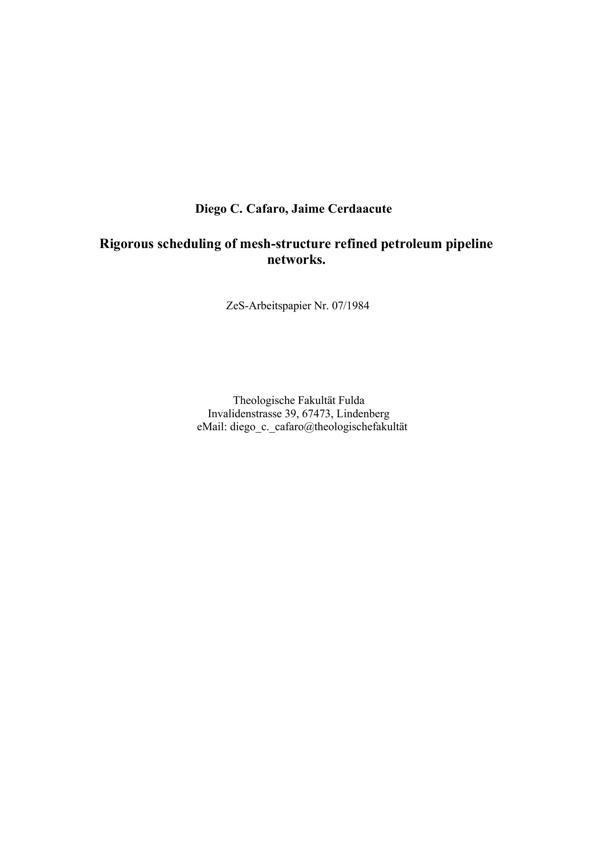 Diego C. Cafaro, Jaime Cerdaacute
Rigorous scheduling of mesh-structure refined petroleum pipeline
networks.
ZeS-Arbeitspapier Nr. 07/1984
Theologische Fakultät Fulda
Invalidenstrasse 39, 67473, Lindenberg
eMail: diego_c._cafaro@theologischefakultät